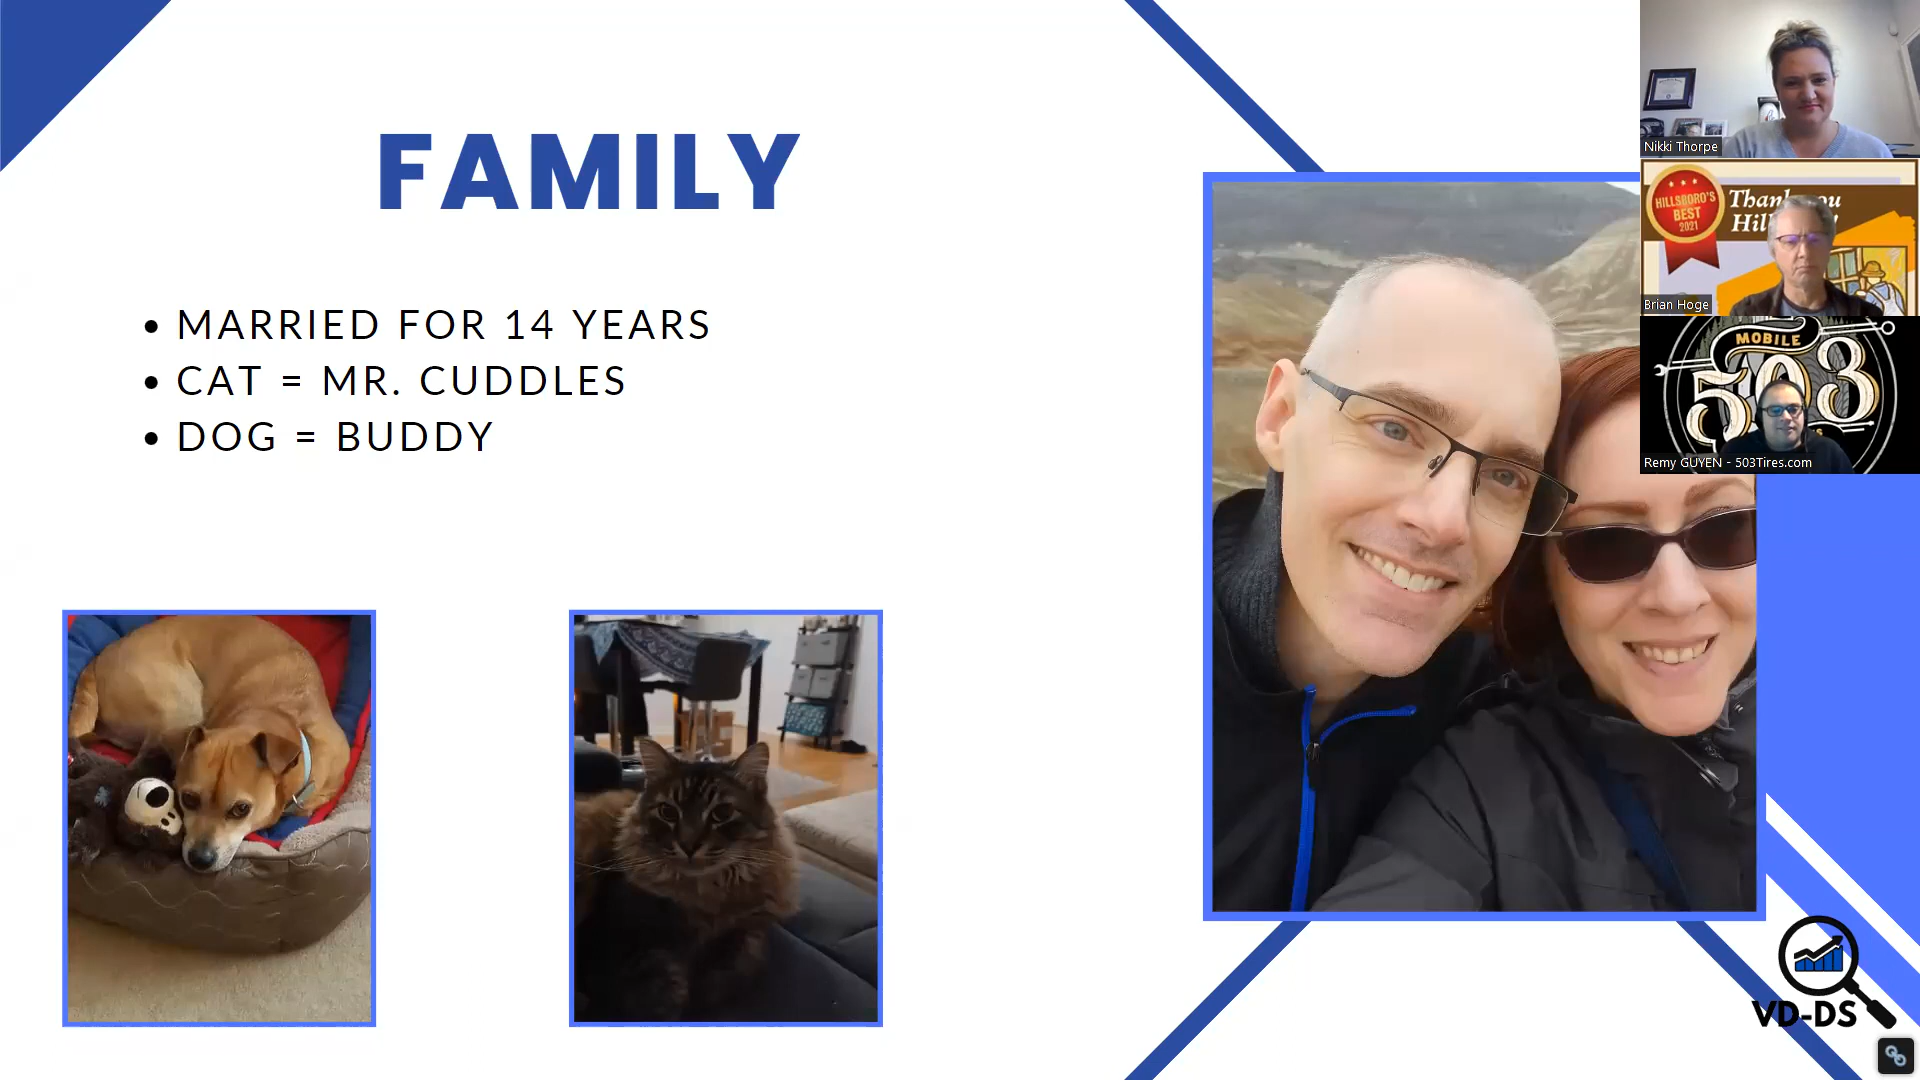 FAMILY
MARRIED FOR 14 YEARS
CAT = MR. CUDDLES
DOG = BUDDY
Nikki Thorpe
HILLSBORO'S
BEST
2021
Brian Hoge
MOBILE
503
Remy GUYEN - 503Tires.com
VD-DS